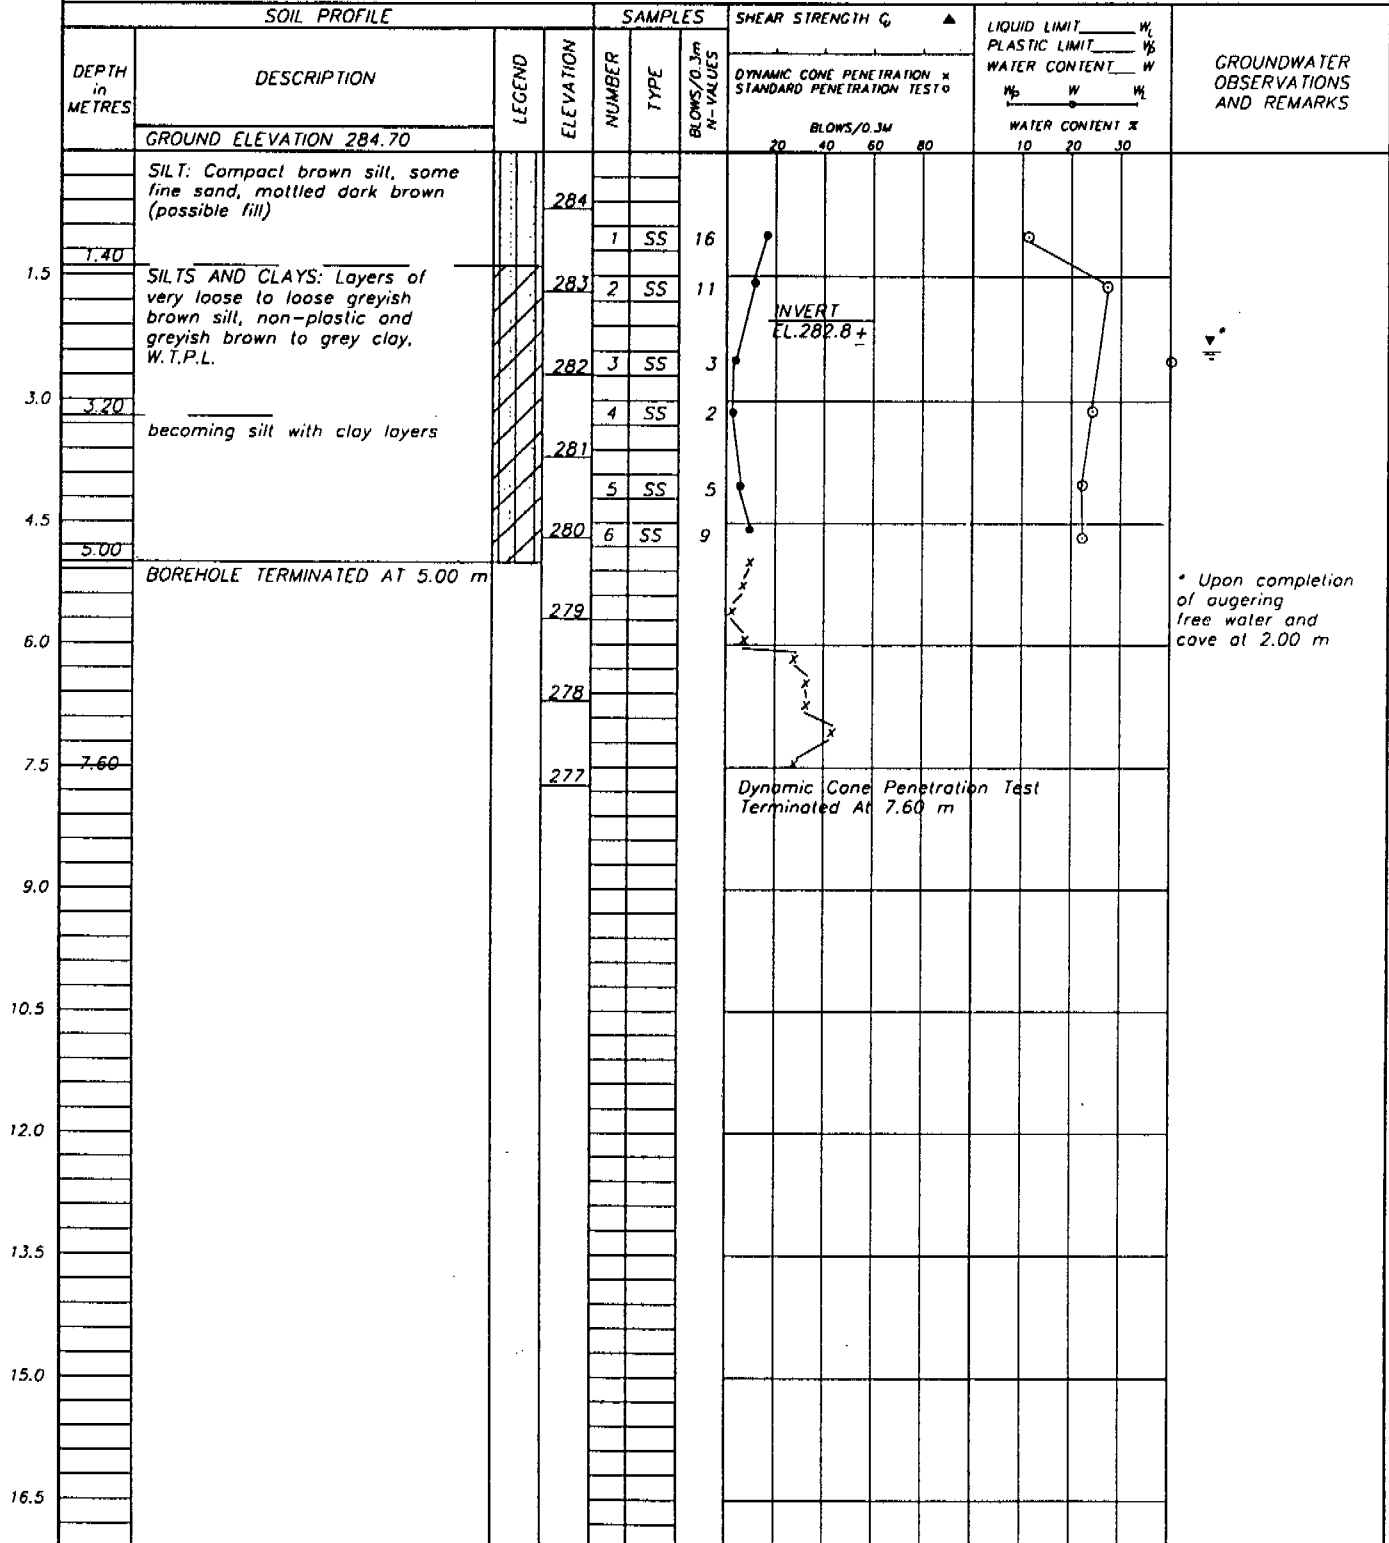 SOIL PROFILE
SAMPLES
SHEAR STRENGTH Cu ▲
LIQUID LIMIT WL
PLASTIC LIMIT Wp
WATER CONTENT W
GROUNDWATER
OBSERVATIONS
AND REMARKS
DEPTH
in
METRES
DESCRIPTION
LEGEND
ELEVATION
NUMBER
TYPE
BLOWS/0.3m
N-VALUES
DYNAMIC CONE PENETRATION x
STANDARD PENETRATION TEST o
Wp W WL
BLOWS/0.3M
WATER CONTENT %
20 40 60 80
10 20 30
GROUND ELEVATION 284.70
SILT: Compact brown silt, some
fine sand, mottled dark brown
(possible fill)
284
1 SS 16
1.40
1.5
SILTS AND CLAYS: Layers of
very loose to loose greyish
brown silt, non-plastic and
greyish brown to grey clay,
W.T.P.L.
283
2 SS 11
INVERT
EL.282.8 ±
*
282
3 SS 3
3.0
3.20
4 SS 2
becoming silt with clay layers
281
5 SS 5
4.5
280
6 SS 9
5.00
BOREHOLE TERMINATED AT 5.00 m
* Upon completion
of augering
free water and
cave at 2.00 m
279
6.0
278
7.5
7.60
277
Dynamic Cone Penetration Test
Terminated At 7.60 m
9.0
10.5
12.0
13.5
15.0
16.5